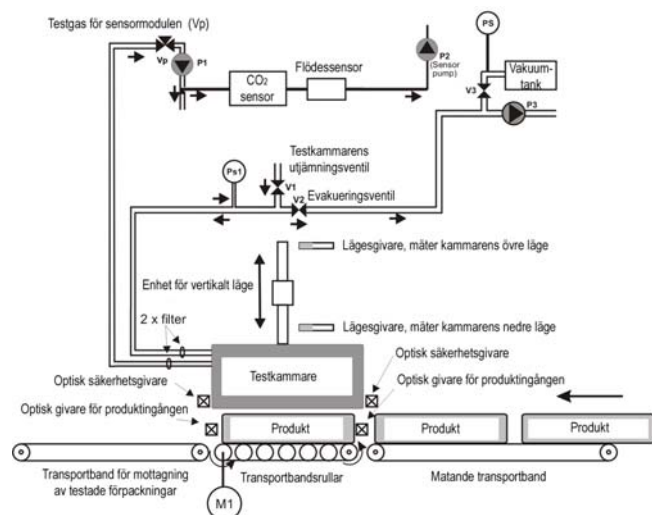 Testgas för sensormodulen (Vp)
Vp
P1
CO2
sensor
Flödessensor
P2
(Sensor
pump)
PS
Vakuum-
tank
V3
P3
Ps1
Testkammarens
utjämningsventil
V1
V2
Evakueringsventil
Lägesgivare, mäter kammarens övre läge
Enhet för vertikalt läge
Lägesgivare, mäter kammarens nedre läge
2 x filter
Testkammare
Optisk säkerhetsgivare
Optisk säkerhetsgivare
Optisk givare för produktingången
Optisk givare för produktingången
Produkt
Produkt
Produkt
Transportband för mottagning
av testade förpackningar
Transportbandsrullar
Matande transportband
M1